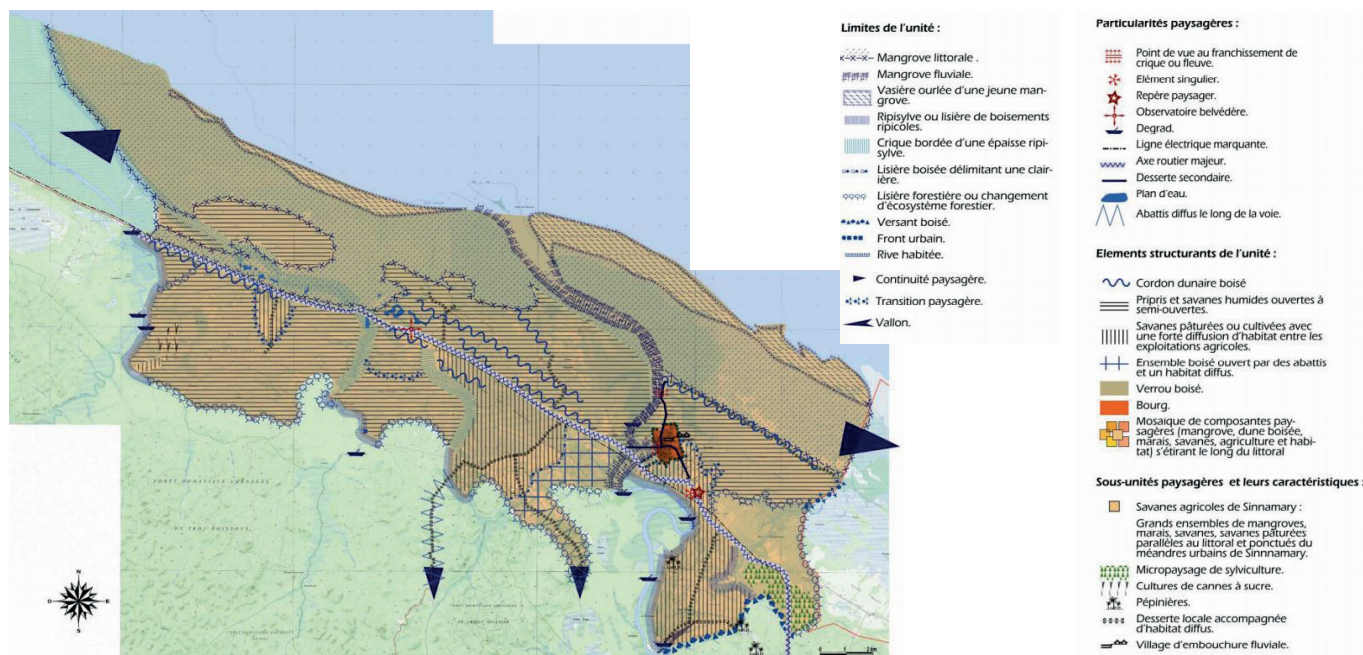 Limites de l'unité :
Mangrove littorale .
Mangrove fluviale.
Vasière ourlée d'une jeune man-
grove.
Ripisylve ou lisière de boisements
ripicoles.
Crique bordée d'une épaisse ripi-
sylve.
Lisière boisée délimitant une clair-
ière.
Lisière forestière ou changement
d'écosystème forestier.
Versant boisé.
Front urbain.
Rive habitée.
Continuité paysagère.
Transition paysagère.
Vallon.
Particularités paysagères :
Point de vue au franchissement de
crique ou fleuve.
Elément singulier.
Repère paysager.
Observatoire belvédère.
Degrad.
Ligne électrique marquante.
Axe routier majeur.
Desserte secondaire.
Plan d'eau.
Abattis diffus le long de la voie.
Elements structurants de l'unité :
Cordon dunaire boisé
Pripris et savanes humides ouvertes à
semi-ouvertes.
Savanes pâturées ou cultivées avec
une forte diffusion d'habitat entre les
exploitations agricoles.
Ensemble boisé ouvert par des abattis
et un habitat diffus.
Verrou boisé.
Bourg.
Mosaique de composantes pay-
sagères (mangrove, dune boisée,
marais, savanes, agriculture et habi-
tat) s'étirant le long du littoral
Sous-unités paysagères et leurs caractéristiques :
Savanes agricoles de Sinnamary :
Grands ensembles de mangroves,
marais, savanes, savanes pâturées
parallèles au littoral et ponctués du
méandres urbains de Sinnnamary.
Micropaysage de sylviculture.
Cultures de cannes à sucre.
Pépinières.
Desserte locale accompagnée
d'habitat diffus.
Village d'embouchure fluviale.
N
E
S